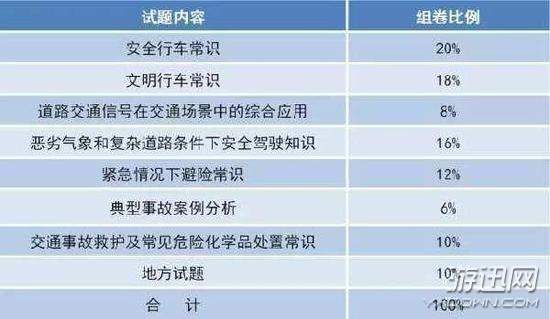 试题内容 组卷比例
安全行车常识 20%
文明行车常识 18%
道路交通信号在交通场景中的综合应用 8%
恶劣气象和复杂道路条件下安全驾驶知识 16%
紧急情况下避险常识 12%
典型事故案例分析 6%
交通事故救护及常见危险化学品处置常识 10%
地方试题 10%
合 计 100%
游迅网
YXDOWN.COM